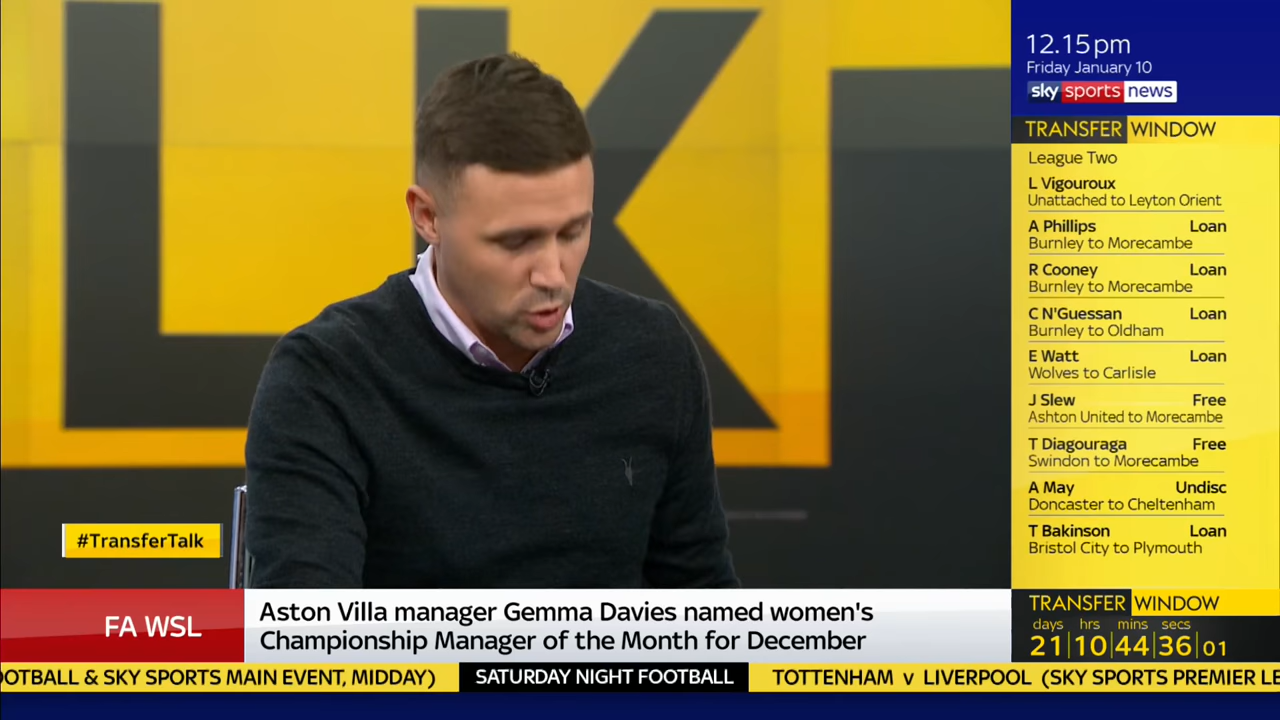 LK
12.15pm
Friday January 10
sky sports news
TRANSFER WINDOW
League Two
L Vigouroux
Unattached to Leyton Orient
A Phillips Loan
Burnley to Morecambe
R Cooney Loan
Burnley to Morecambe
C N'Guessan Loan
Burnley to Oldham
E Watt Loan
Wolves to Carlisle
J Slew Free
Ashton United to Morecambe
T Diagouraga Free
Swindon to Morecambe
A May Undisc
Doncaster to Cheltenham
T Bakinson Loan
Bristol City to Plymouth
#TransferTalk
FA WSL
Aston Villa manager Gemma Davies named women's
Championship Manager of the Month for December
TRANSFER WINDOW
days hrs mins secs
21 10 44 36 01
OOTBALL & SKY SPORTS MAIN EVENT, MIDDAY) SATURDAY NIGHT FOOTBALL TOTTENHAM v LIVERPOOL (SKY SPORTS PREMIER LE